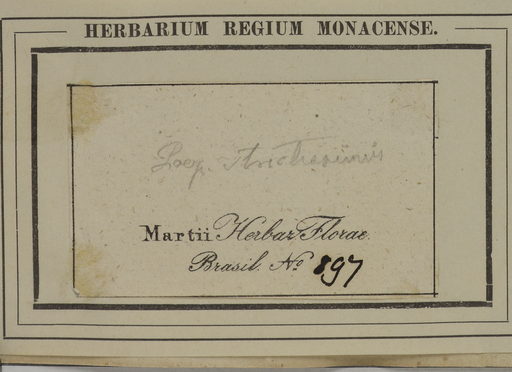 HERBARIUM REGIUM MONACENSE.
Martii Herbar. Florae
Brasil. No 897